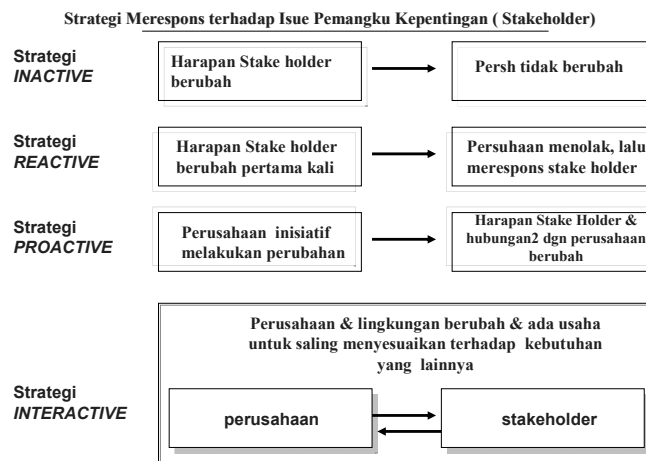 Strategi Merespons terhadap Isue Pemangku Kepentingan ( Stakeholder)
Strategi
INACTIVE
Harapan Stake holder
berubah
Persh tidak berubah
Strategi
REACTIVE
Harapan Stake holder
berubah pertama kali
Persuhaan menolak, lalu
merespons stake holder
Strategi
PROACTIVE
Perusahaan inisiatif
melakukan perubahan
Harapan Stake Holder &
hubungan2 dgn perusahaan
berubah
Strategi
INTERACTIVE
Perusahaan & lingkungan berubah & ada usaha
untuk saling menyesuaikan terhadap kebutuhan
yang lainnya
perusahaan
stakeholder